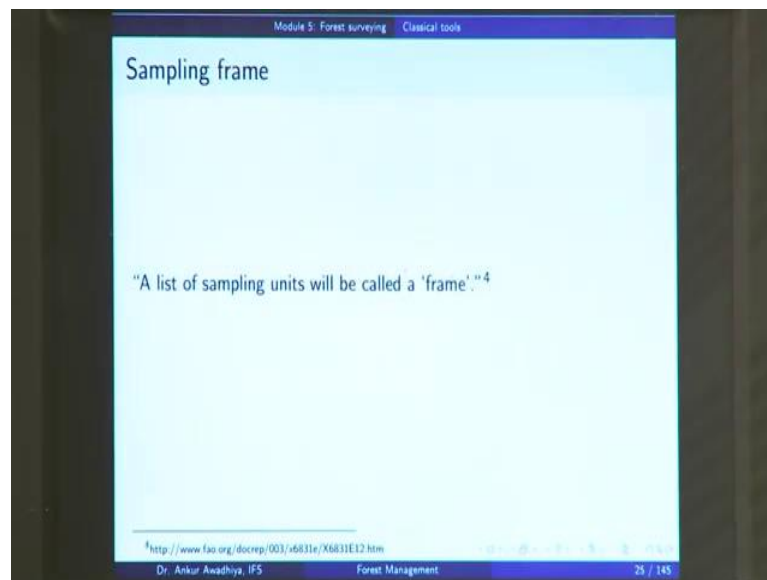 Module 5: Forest surveying Classical tools
Sampling frame
"A list of sampling units will be called a 'frame'."4
4http://www.fao.org/docrep/003/x6831e/X6831E12.htm
Dr. Ankur Awadhiya, IFS Forest Management 25 / 145